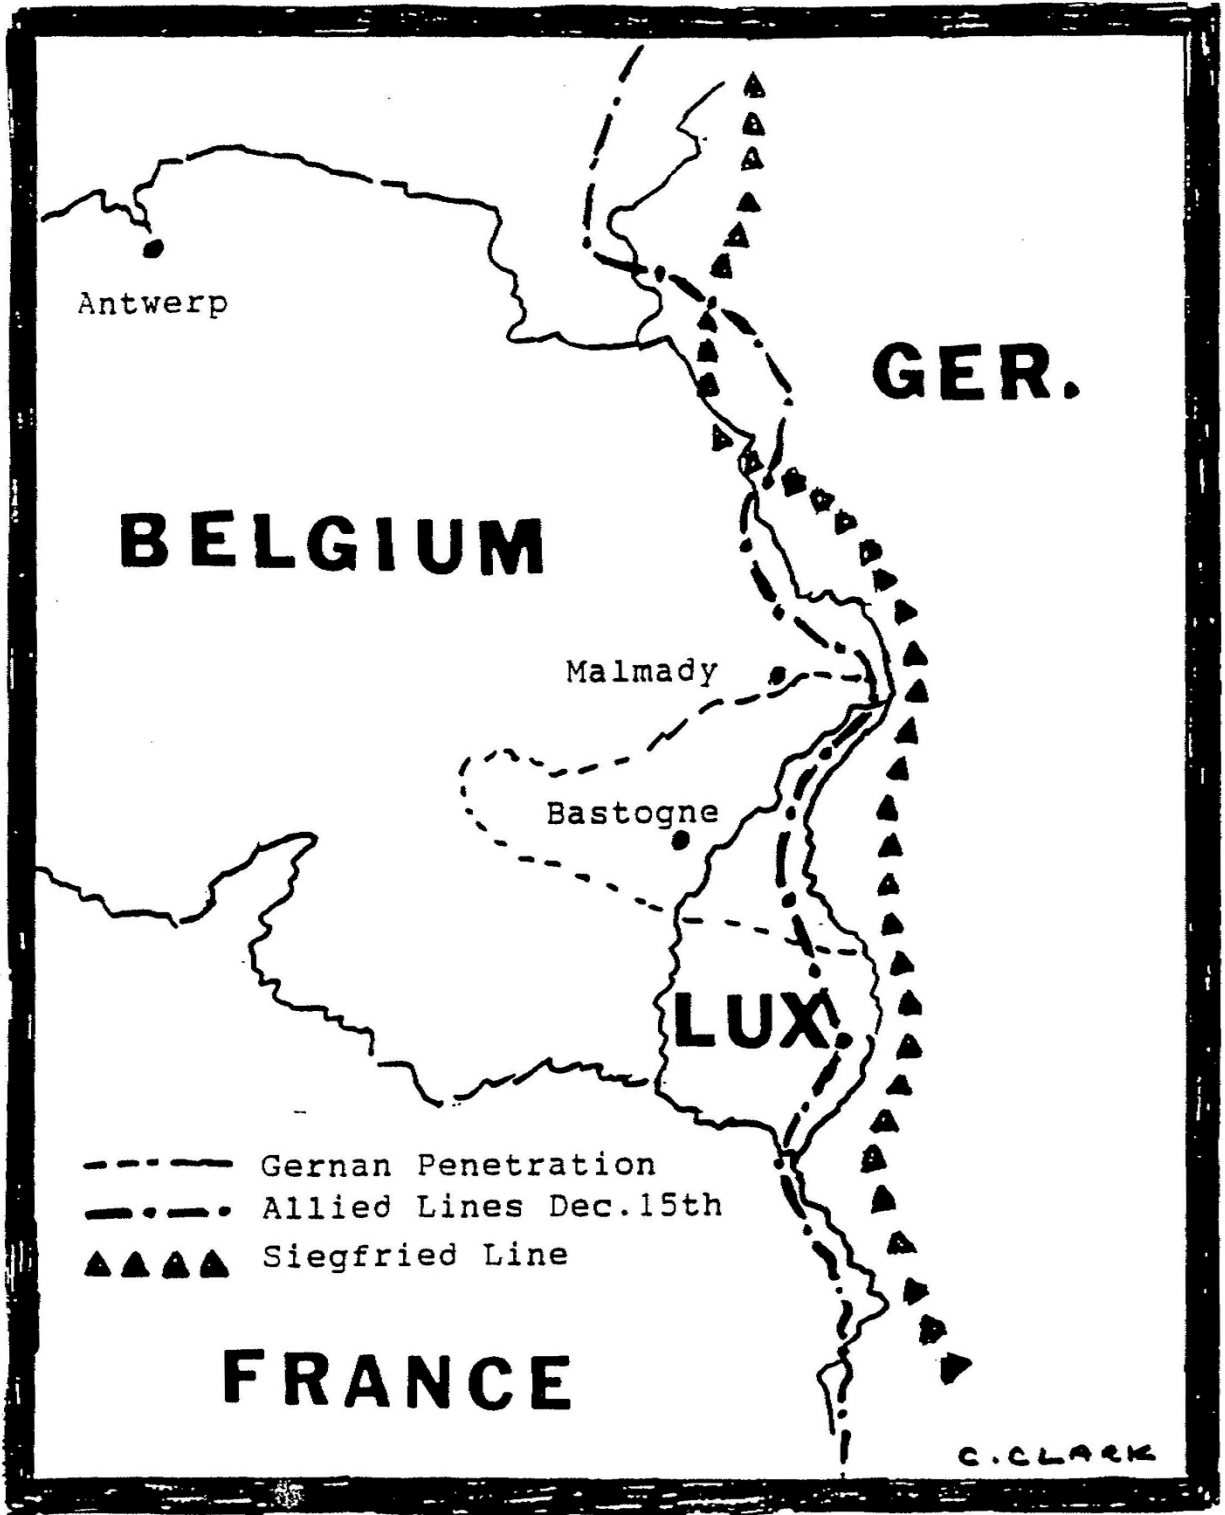 Antwerp
GER.
BELGIUM
Malmady
Bastogne
LUX
Gernan Penetration
Allied Lines Dec.15th
Siegfried Line
FRANCE
C.CLARK